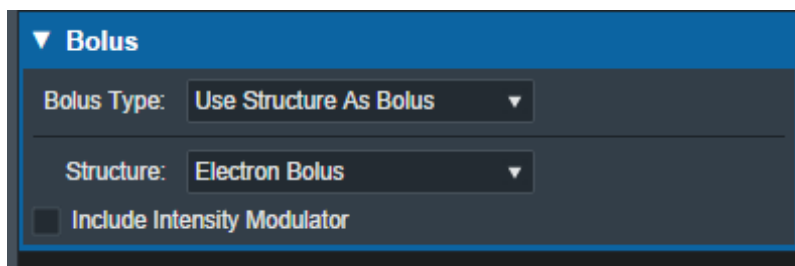 Bolus
Bolus Type: Use Structure As Bolus
Structure: Electron Bolus
Include Intensity Modulator